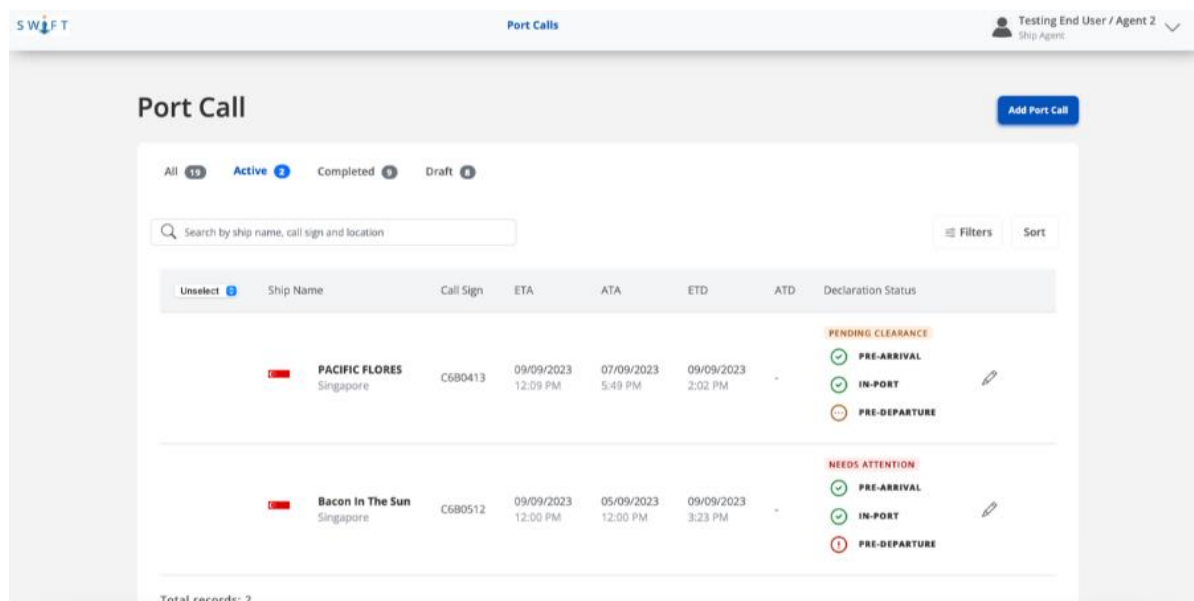 SWiFT
Port Calls
Testing End User / Agent 2
Ship Agent
Port Call
Add Port Call
All 19 Active 2 Completed 9 Draft 8
Search by ship name, call sign and location
Filters Sort
Unselect Ship Name Call Sign ETA ATA ETD ATD Declaration Status
PENDING CLEARANCE
PRE-ARRIVAL
PACIFIC FLORES C6B0413 09/09/2023 07/09/2023 09/09/2023 -
Singapore 12:09 PM 5:49 PM 2:02 PM
IN-PORT
PRE-DEPARTURE
NEEDS ATTENTION
PRE-ARRIVAL
Bacon In The Sun C6B0512 09/09/2023 05/09/2023 09/09/2023 -
Singapore 12:00 PM 12:00 PM 3:23 PM
IN-PORT
PRE-DEPARTURE
Total records: 2